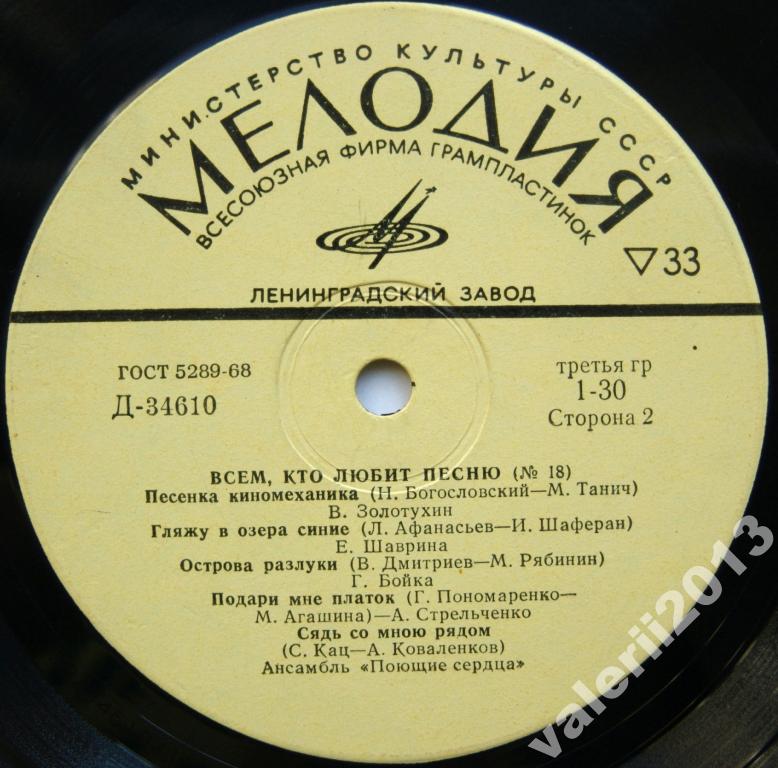 МИНИСТЕРСТВО КУЛЬТУРЫ СССР
МЕЛОДИЯ
ВСЕСОЮЗНАЯ ФИРМА ГРАМПЛАСТИНОК
▽ 33
ЛЕНИНГРАДСКИЙ ЗАВОД
ГОСТ 5289-68
Д-34610
третья гр
1-30
Сторона 2
ВСЕМ, КТО ЛЮБИТ ПЕСНЮ (№ 18)
Песенка киномеханика (Н. Богословский—М. Танич)
В. Золотухин
Гляжу в озера синие (Л. Афанасьев—И. Шаферан)
Е. Шаврина
Острова разлуки (В. Дмитриев—М. Рябинин)
Г. Бойка
Подари мне платок (Г. Пономаренко—
М. Агашина)—А. Стрельченко
Сядь со мною рядом
(С. Кац—А. Коваленков)
Ансамбль «Поющие сердца»
valerii2013